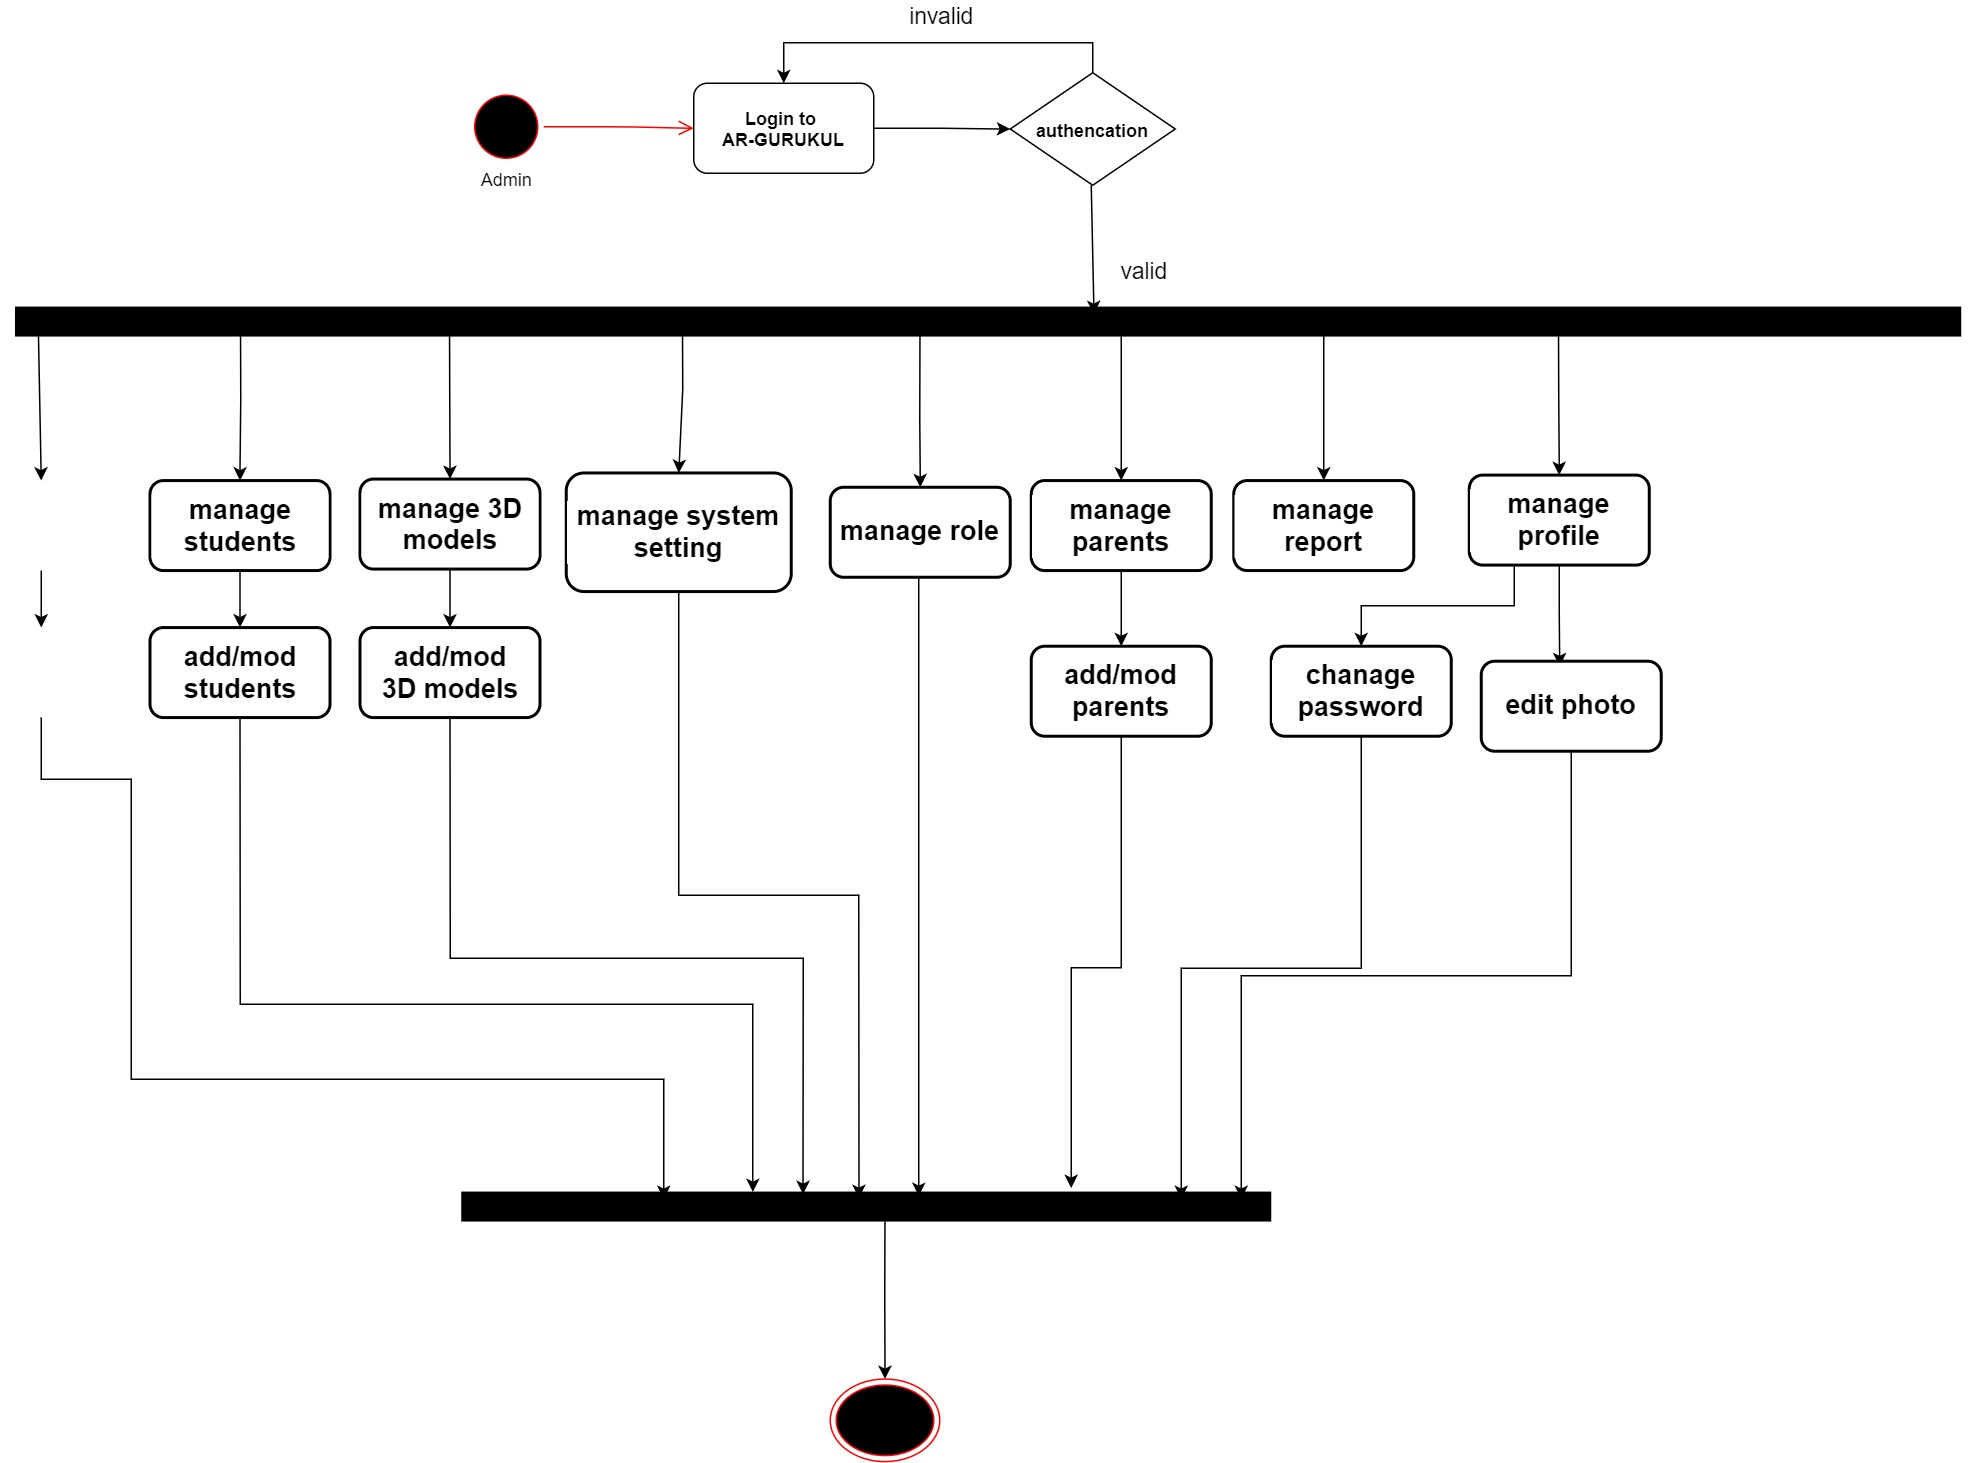 invalid
Login to
AR-GURUKUL
authencation
Admin
valid
manage
students
manage 3D
models
manage system
setting
manage role
manage
parents
manage
report
manage
profile
add/mod
students
add/mod
3D models
add/mod
parents
chanage
password
edit photo